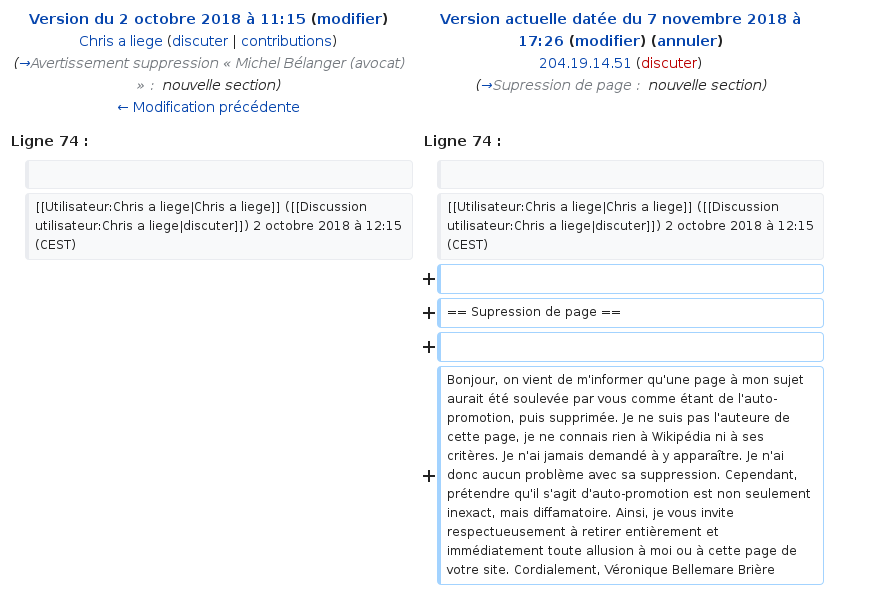 Version du 2 octobre 2018 à 11:15 (modifier)
Chris a liege (discuter | contributions)
(→Avertissement suppression « Michel Bélanger (avocat)
» : nouvelle section)
← Modification précédente
Version actuelle datée du 7 novembre 2018 à
17:26 (modifier) (annuler)
204.19.14.51 (discuter)
(→Supression de page : nouvelle section)
Ligne 74 :
Ligne 74 :
[[Utilisateur:Chris a liege|Chris a liege]] ([[Discussion
utilisateur:Chris a liege|discuter]]) 2 octobre 2018 à 12:15
(CEST)
[[Utilisateur:Chris a liege|Chris a liege]] ([[Discussion
utilisateur:Chris a liege|discuter]]) 2 octobre 2018 à 12:15
(CEST)
+
+ == Supression de page ==
+
+ Bonjour, on vient de m'informer qu'une page à mon sujet
aurait été soulevée par vous comme étant de l'auto-
promotion, puis supprimée. Je ne suis pas l'auteure de
cette page, je ne connais rien à Wikipédia ni à ses
critères. Je n'ai jamais demandé à y apparaître. Je n'ai
donc aucun problème avec sa suppression. Cependant,
prétendre qu'il s'agit d'auto-promotion est non seulement
inexact, mais diffamatoire. Ainsi, je vous invite
respectueusement à retirer entièrement et
immédiatement toute allusion à moi ou à cette page de
votre site. Cordialement, Véronique Bellemare Brière